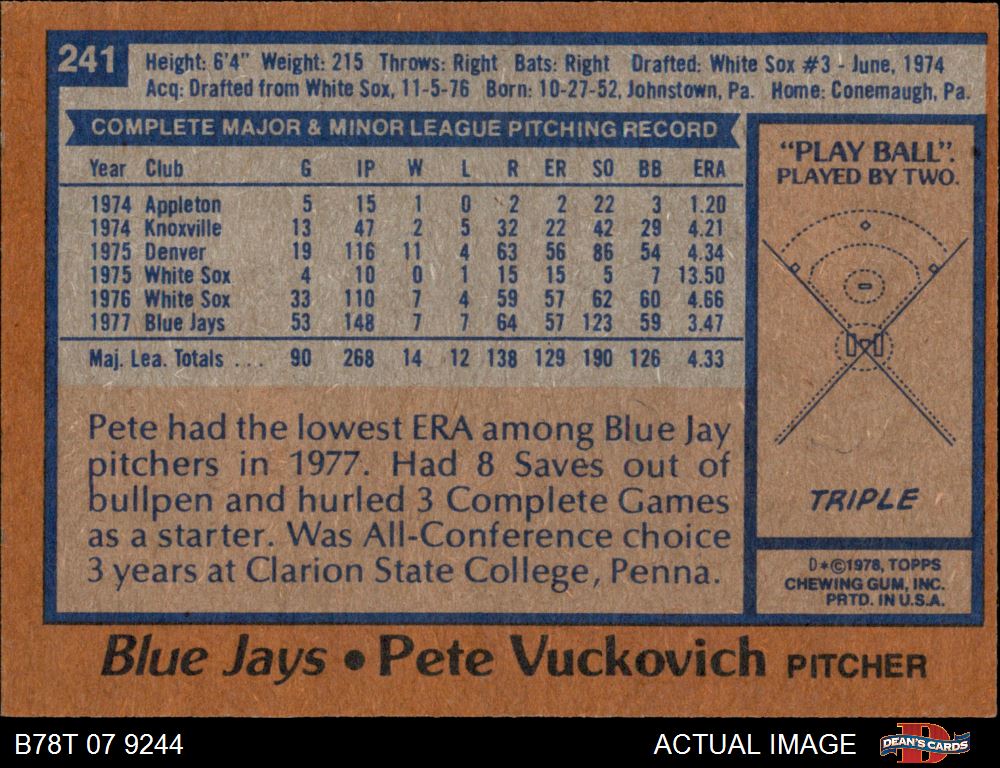 241
Height: 6'4" Weight: 215 Throws: Right Bats: Right Drafted: White Sox #3 - June, 1974
Acq: Drafted from White Sox, 11-5-76 Born: 10-27-52, Johnstown, Pa. Home: Conemaugh, Pa.
COMPLETE MAJOR & MINOR LEAGUE PITCHING RECORD
Year Club G IP W L R ER SO BB ERA
1974 Appleton 5 15 1 0 2 2 22 3 1.20
1974 Knoxville 13 47 2 5 32 22 42 29 4.21
1975 Denver 19 116 11 4 63 56 86 54 4.34
1975 White Sox 4 10 0 1 15 15 5 7 13.50
1976 White Sox 33 110 7 4 59 57 62 60 4.66
1977 Blue Jays 53 148 7 7 64 57 123 59 3.47
Maj. Lea. Totals ... 90 268 14 12 138 129 190 126 4.33
Pete had the lowest ERA among Blue Jay
pitchers in 1977. Had 8 Saves out of
bullpen and hurled 3 Complete Games
as a starter. Was All-Conference choice
3 years at Clarion State College, Penna.
"PLAY BALL".
PLAYED BY TWO.
TRIPLE
D*©1978, TOPPS
CHEWING GUM, INC.
PRTD. IN U.S.A.
Blue Jays • Pete Vuckovich PITCHER
B78T 07 9244
ACTUAL IMAGE
DEAN'S CARDS